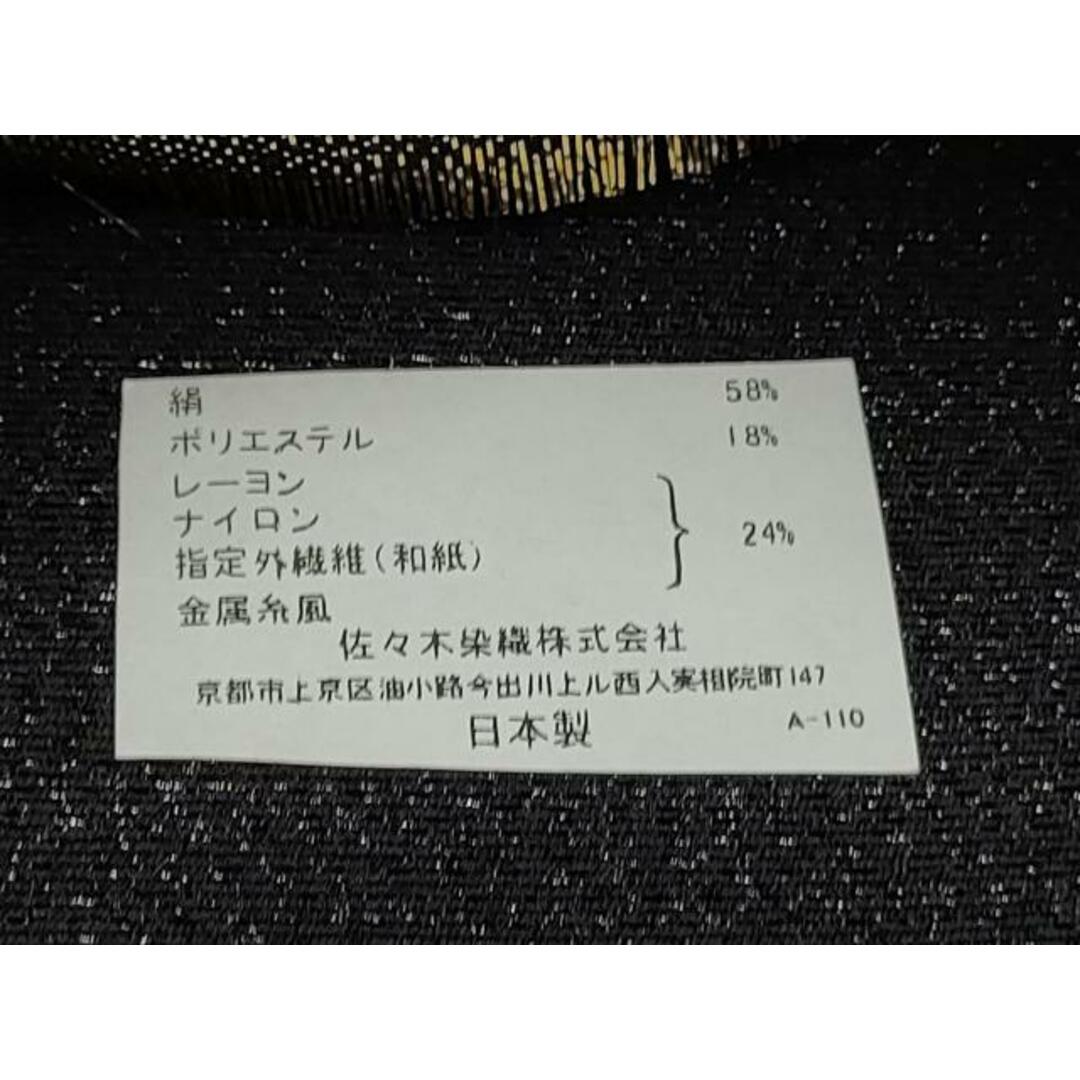 絹 58%
ポリエステル 18%
レーヨン
ナイロン 24%
指定外繊維(和紙)
金属糸風
佐々木染織株式会社
京都市上京区油小路今出川上ル西入実相院町147
日本製 A-110